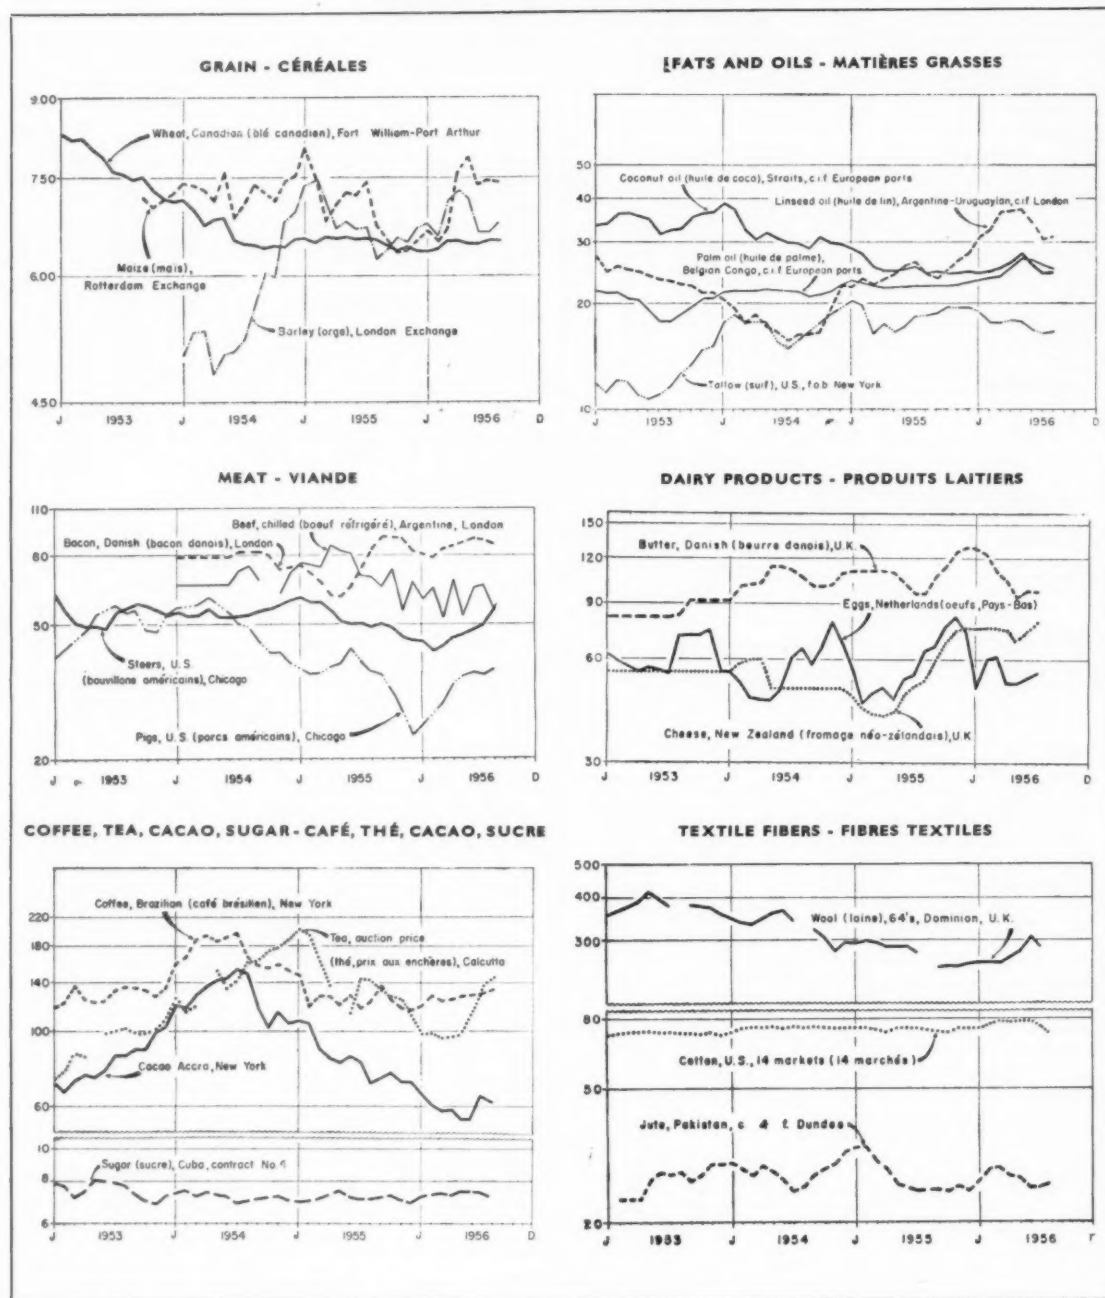 GRAIN - CÉRÉALES
9.00
7.50
6.00
4.50
Wheat, Canadian (blé canadien), Fort William-Port Arthur
Maize (maïs),
Rotterdam Exchange
Barley (orge), London Exchange
J 1953 J 1954 J 1955 J 1956 D
FATS AND OILS - MATIÈRES GRASSES
50
40
30
20
10
Coconut oil (huile de coco), Straits, c.i.f. European ports
Linseed oil (huile de lin), Argentine-Uruguayan, c.i.f. London
Palm oil (huile de palme),
Belgian Congo, c.i.f. European ports
Tallow (suif), U.S., f.o.b. New York
J 1953 J 1954 J 1955 J 1956 D
MEAT - VIANDE
110
80
50
20
Beef, chilled (boeuf réfrigéré), Argentine, London
Bacon, Danish (bacon danois), London
Steers, U.S.
(bouvillons américains), Chicago
Pigs, U.S. (porcs américains), Chicago
J 1953 J 1954 J 1955 J 1956 D
DAIRY PRODUCTS - PRODUITS LAITIERS
150
120
90
60
30
Butter, Danish (beurre danois), U.K.
Eggs, Netherlands (oeufs, Pays-Bas)
Cheese, New Zealand (fromage néo-zélandais), U.K
J 1953 J 1954 J 1955 J 1956 D
COFFEE, TEA, CACAO, SUGAR - CAFÉ, THÉ, CACAO, SUCRE
220
180
140
100
60
10
8
6
Coffee, Brazilian (café brésilien), New York
Tea, auction price
(thé, prix aux enchères), Calcutta
Cacao Accra, New York
Sugar (sucre), Cuba, contract No.
J 1953 J 1954 J 1955 J 1956 D
TEXTILE FIBERS - FIBRES TEXTILES
500
400
300
80
50
20
Wool (laine), 64's, Dominion, U.K.
Cotton, U.S., 14 markets (14 marchés)
Jute, Pakistan, c & f. Dundee
J 1953 J 1954 J 1955 J 1956